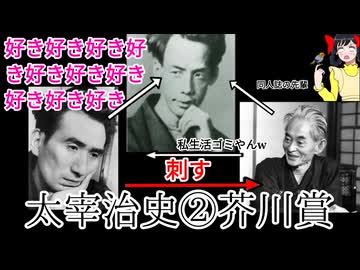 好き好き好き好
き好き好き好き
好き好き好き
同人誌の先輩
私生活ゴミやんw
刺す
太宰治史②芥川賞